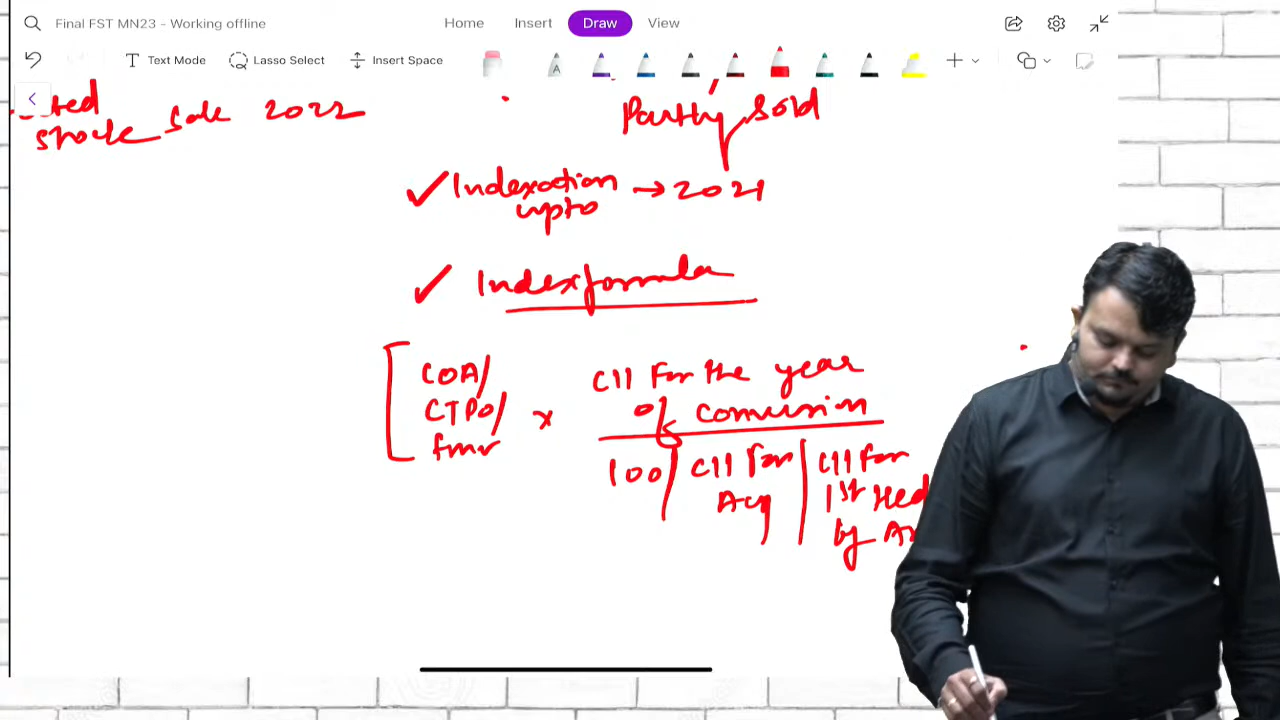 Final FST MN23 - Working offline
Home Insert Draw View
Text Mode Lasso Select Insert Space
stock sale 2022
Partly sold
✓ Indexation → 2021
upto
✓ Index formula
COA/
CTPO/
fmv
×
CII For the year
of conversion
100 / CII For Acq | CII For 1st Held by